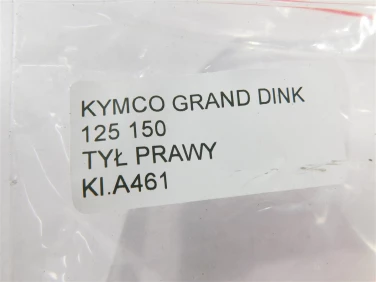 KYMCO GRAND DINK
125 150
TYŁ PRAWY
KI.A461